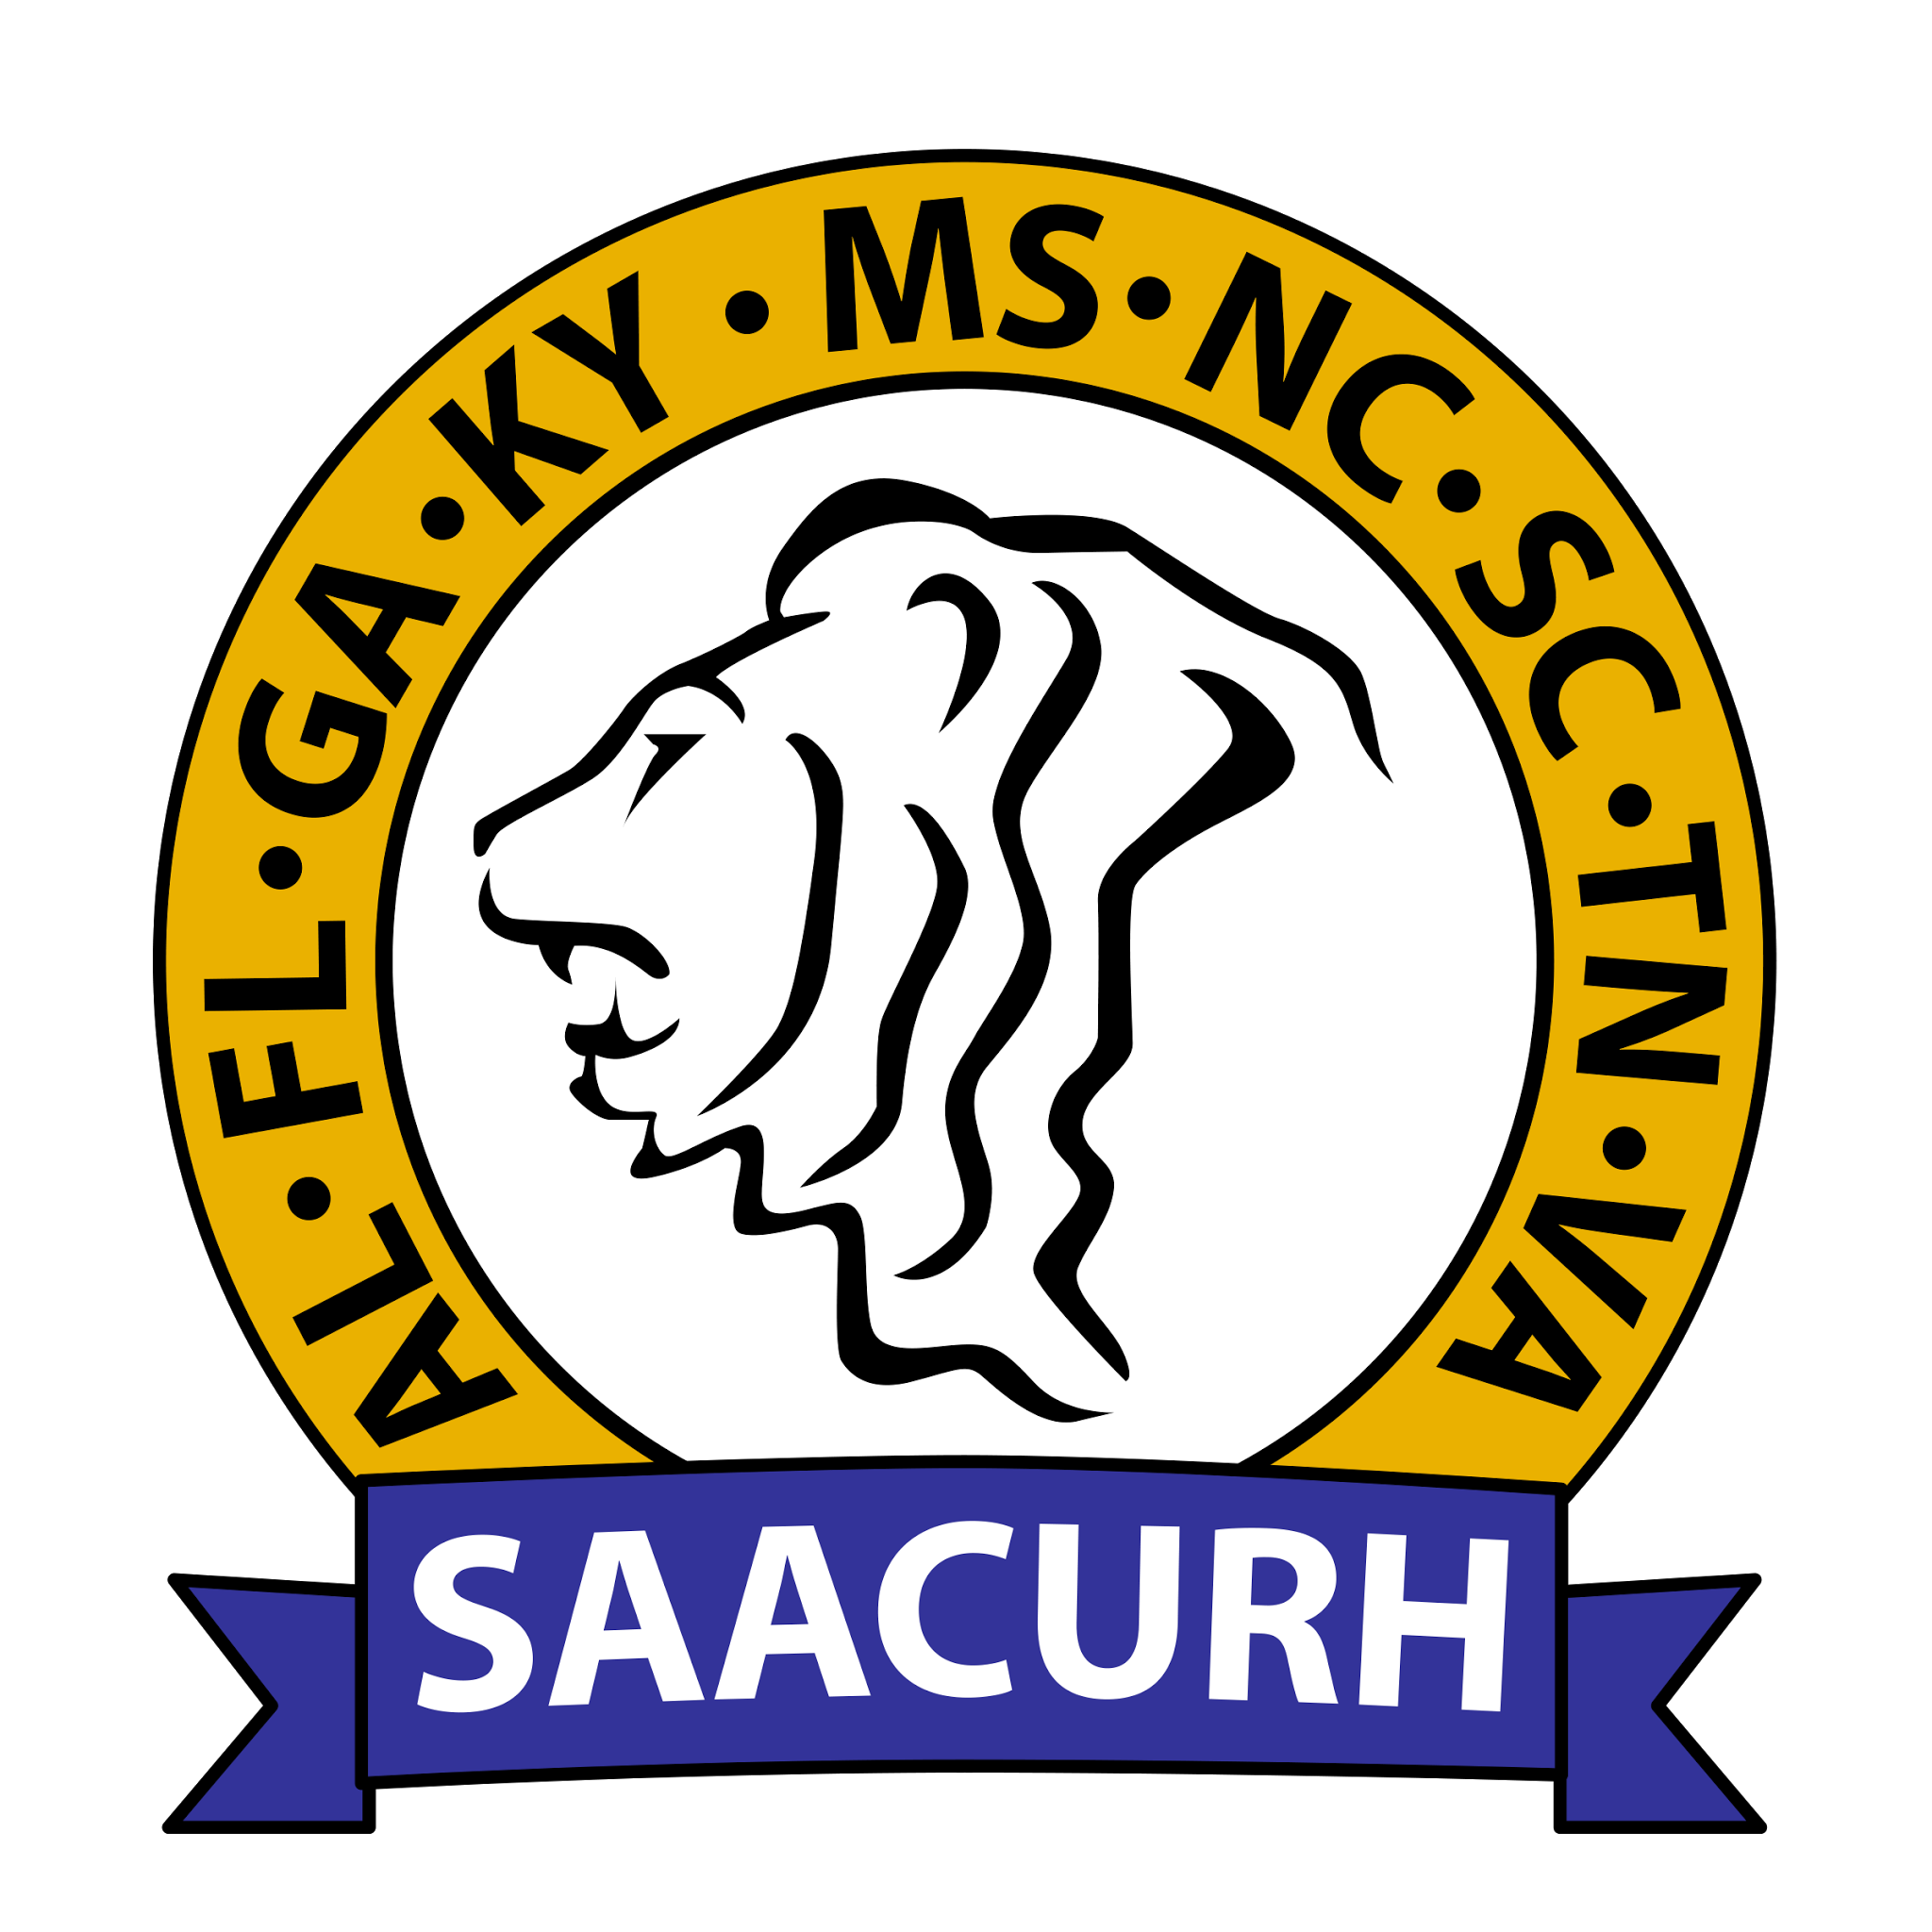 AL • FL • GA • KY • MS • NC • SC • TN • VA
SAACURH